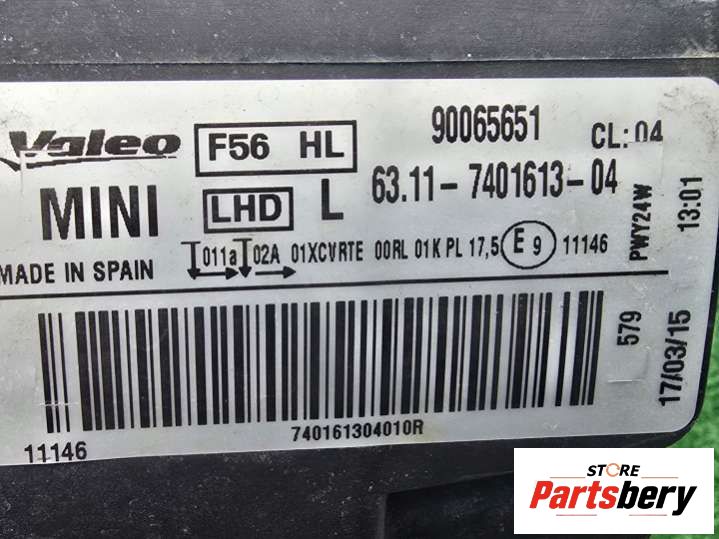 Valeo
F56 HL
90065651
CL: 04
MINI
LHD L
63.11-7401613-04
MADE IN SPAIN
011a 02A 01XCVRTE 00RL 01K PL 17,5 E9 11146
PWY24W
13:01
579
17/03/15
740161304010R
11146
STORE
Partsbery